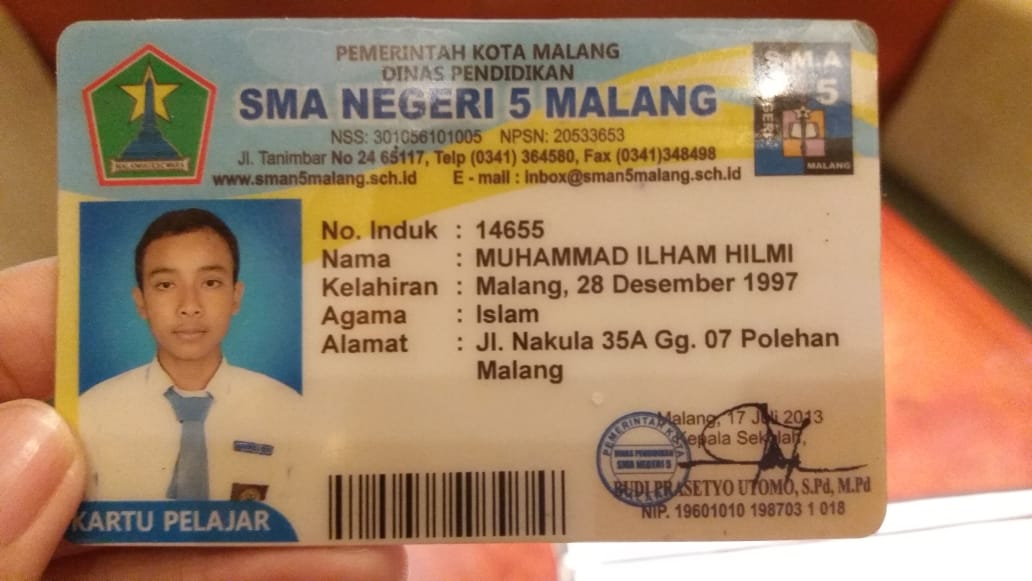 PEMERINTAH KOTA MALANG
DINAS PENDIDIKAN
SMA NEGERI 5 MALANG
NSS: 301056101005 NPSN: 20533653
Jl. Tanimbar No 24 65117, Telp (0341) 364580, Fax (0341)348498
www.sman5malang.sch.id E - mail : inbox@sman5malang.sch.id
S.M.A
5
NEGERI
MALANG
No. Induk : 14655
Nama : MUHAMMAD ILHAM HILMI
Kelahiran : Malang, 28 Desember 1997
Agama : Islam
Alamat : Jl. Nakula 35A Gg. 07 Polehan
Malang
Malang, 17 Juli 2013
Kepala Sekolah,
PEMERINTAH KOTA
DINAS PENDIDIKAN
SMA NEGERI 5
MALANG
BUDI PRASETYO UTOMO, S.Pd, M.Pd
NIP. 19601010 198703 1 018
KARTU PELAJAR